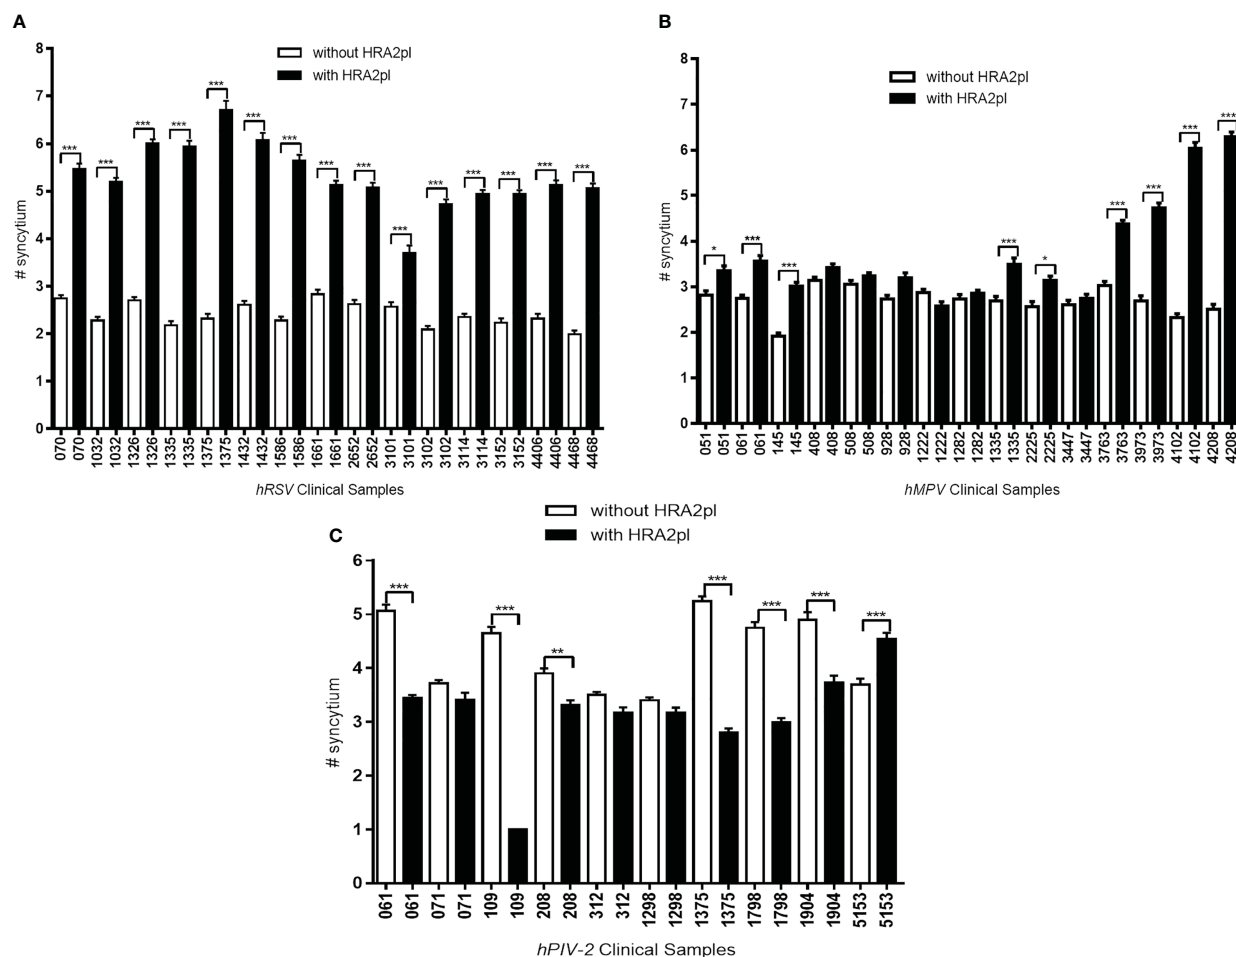 A
without HRA2pl
with HRA2pl
8
7
6
5
4
3
2
1
0
# syncytium
*** *** *** *** *** *** *** *** *** *** *** *** *** *** ***
070 070 1032 1032 1326 1326 1335 1335 1375 1375 1432 1432 1586 1586 1661 1661 2652 2652 3101 3101 3102 3102 3114 3114 3152 3152 4406 4406 4468 4468
hRSV Clinical Samples
B
without HRA2pl
with HRA2pl
8
7
6
5
4
3
2
1
0
# syncytium
* *** *** *** * *** *** *** ***
051 051 061 061 145 145 408 408 508 508 928 928 1222 1222 1282 1282 1335 1335 2225 2225 3447 3447 3763 3763 3973 3973 4102 4102 4208 4208
hMPV Clinical Samples
C
without HRA2pl
with HRA2pl
6
5
4
3
2
1
0
# syncytium
*** *** ** *** *** *** ***
061 061 071 071 109 109 208 208 312 312 1298 1298 1375 1375 1798 1798 1904 1904 5153 5153
hPIV-2 Clinical Samples